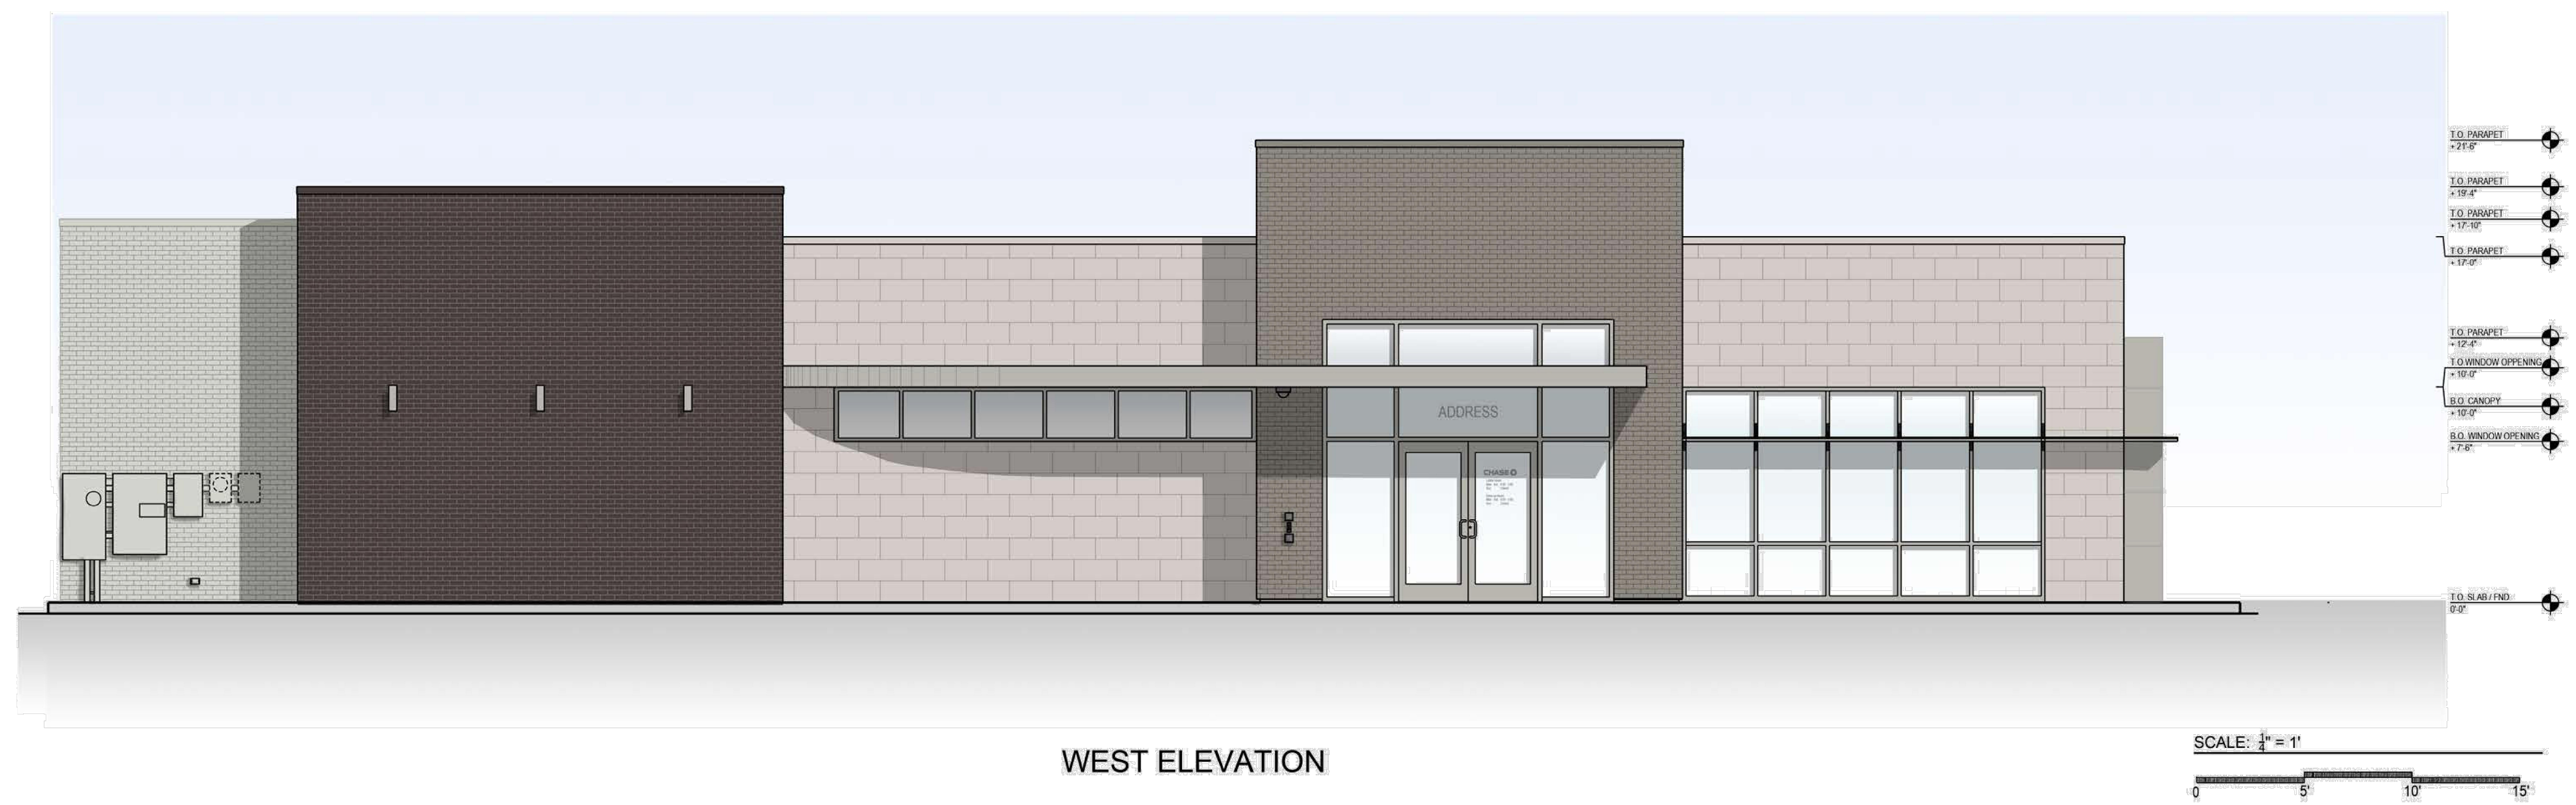 T.O. PARAPET
+ 21'-6"
T.O. PARAPET
+ 19'-4"
T.O. PARAPET
+ 17'-10"
T.O. PARAPET
+ 17'-0"
T.O. PARAPET
+ 12'-4"
T.O WINDOW OPPENING
+ 10'-0"
B.O. CANOPY
+ 10'-0"
B.O. WINDOW OPENING
+ 7'-6"
ADDRESS
CHASE
T.O. SLAB / FND
0'-0"
WEST ELEVATION
SCALE: 1/4" = 1'
0 5' 10' 15'